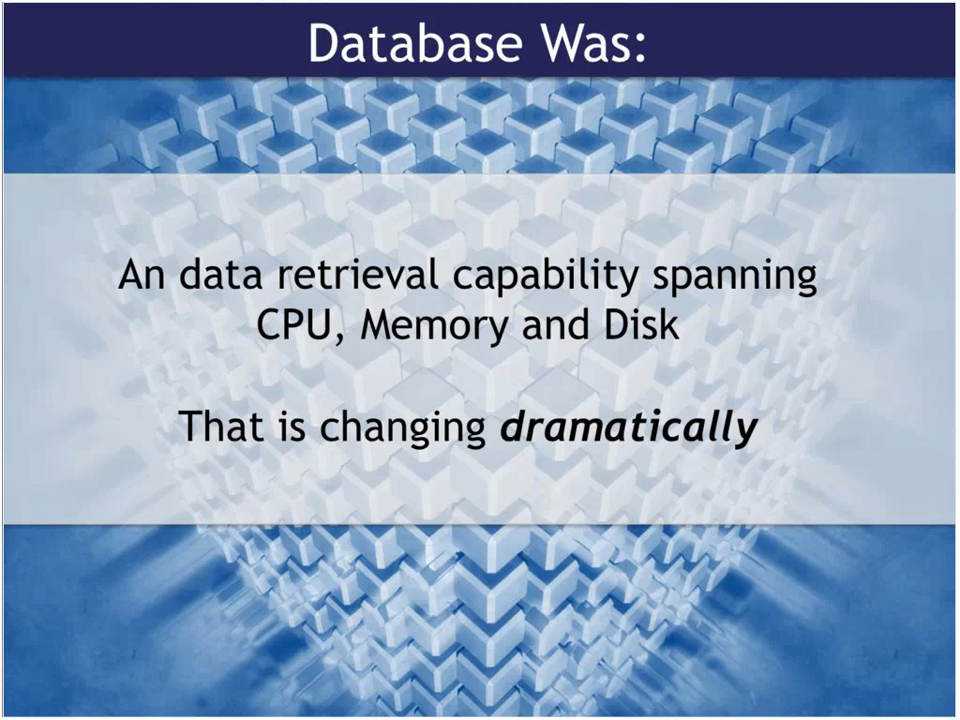 Database Was:
An data retrieval capability spanning
CPU, Memory and Disk
That is changing dramatically